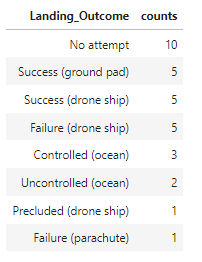 Landing_Outcome counts
No attempt 10
Success (ground pad) 5
Success (drone ship) 5
Failure (drone ship) 5
Controlled (ocean) 3
Uncontrolled (ocean) 2
Precluded (drone ship) 1
Failure (parachute) 1